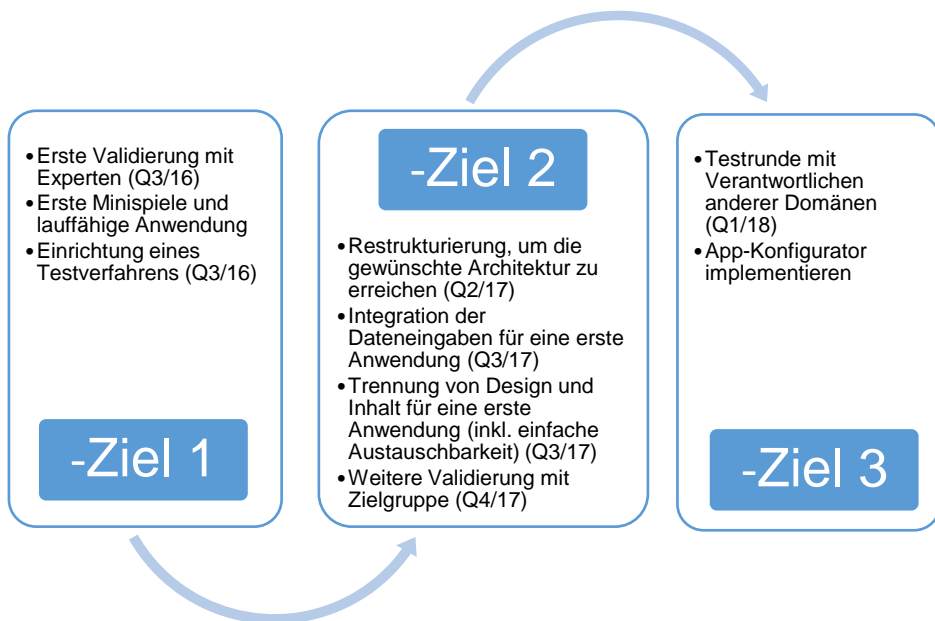 •Erste Validierung mit
Experten (Q3/16)
•Erste Minispiele und
lauffähige Anwendung
•Einrichtung eines
Testverfahrens (Q3/16)
-Ziel 1
-Ziel 2
•Restrukturierung, um die
gewünschte Architektur zu
erreichen (Q2/17)
•Integration der
Dateneingaben für eine erste
Anwendung (Q3/17)
•Trennung von Design und
Inhalt für eine erste
Anwendung (inkl. einfache
Austauschbarkeit) (Q3/17)
•Weitere Validierung mit
Zielgruppe (Q4/17)
•Testrunde mit
Verantwortlichen
anderer Domänen
(Q1/18)
•App-Konfigurator
implementieren
-Ziel 3